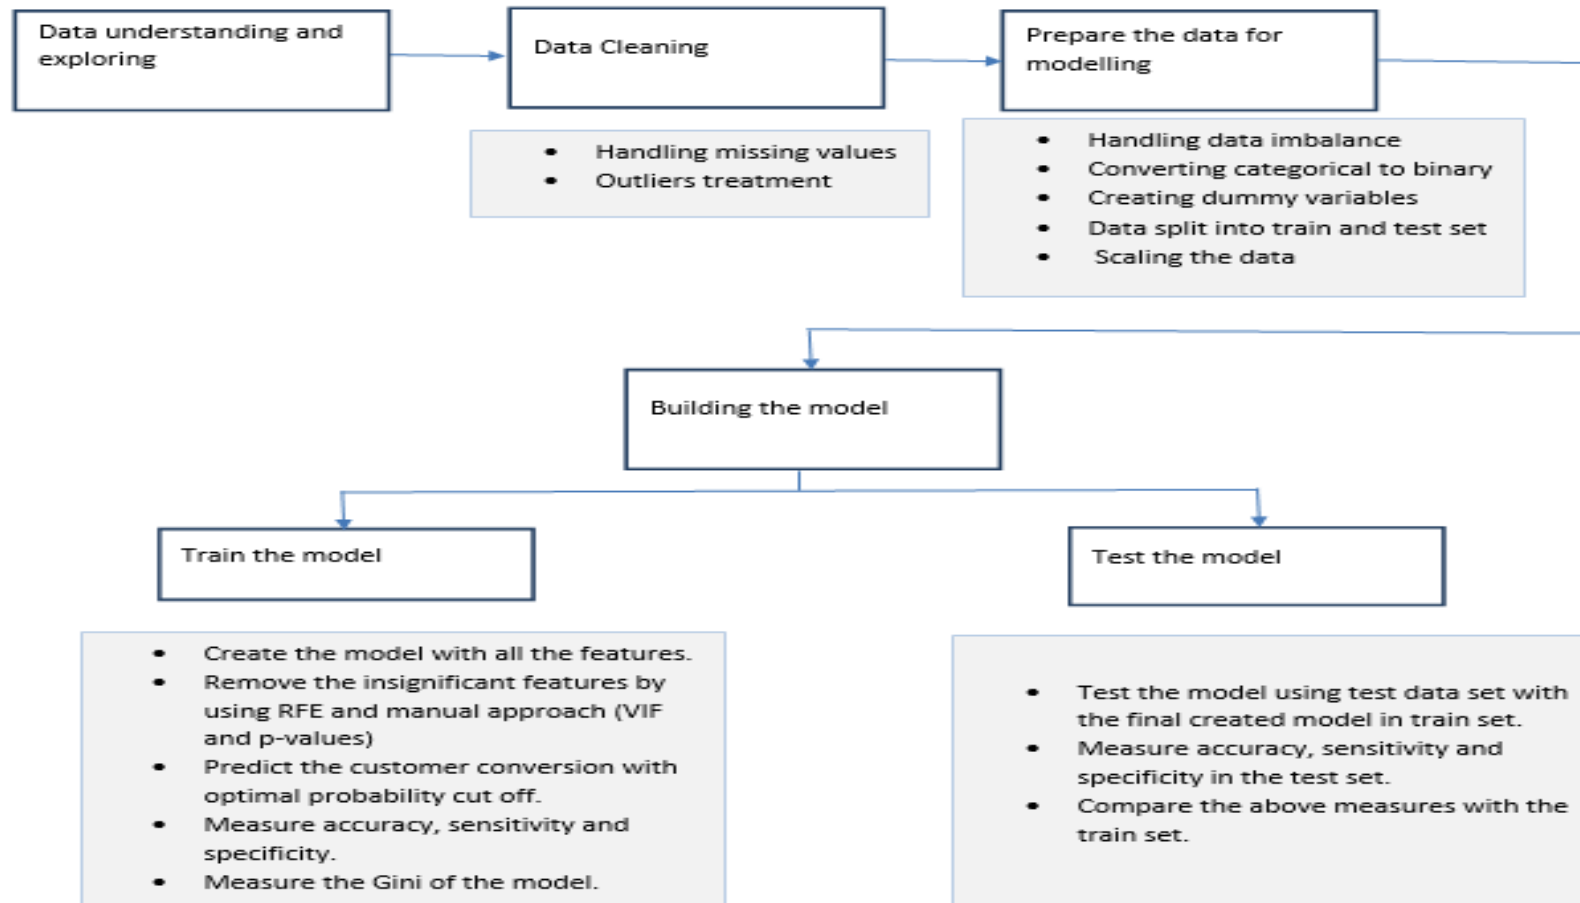 Data understanding and
exploring
Data Cleaning
Prepare the data for
modelling
• Handling missing values
• Outliers treatment
• Handling data imbalance
• Converting categorical to binary
• Creating dummy variables
• Data split into train and test set
• Scaling the data
Building the model
Train the model
Test the model
• Create the model with all the features.
• Remove the insignificant features by
using RFE and manual approach (VIF
and p-values)
• Predict the customer conversion with
optimal probability cut off.
• Measure accuracy, sensitivity and
specificity.
• Measure the Gini of the model.
• Test the model using test data set with
the final created model in train set.
• Measure accuracy, sensitivity and
specificity in the test set.
• Compare the above measures with the
train set.